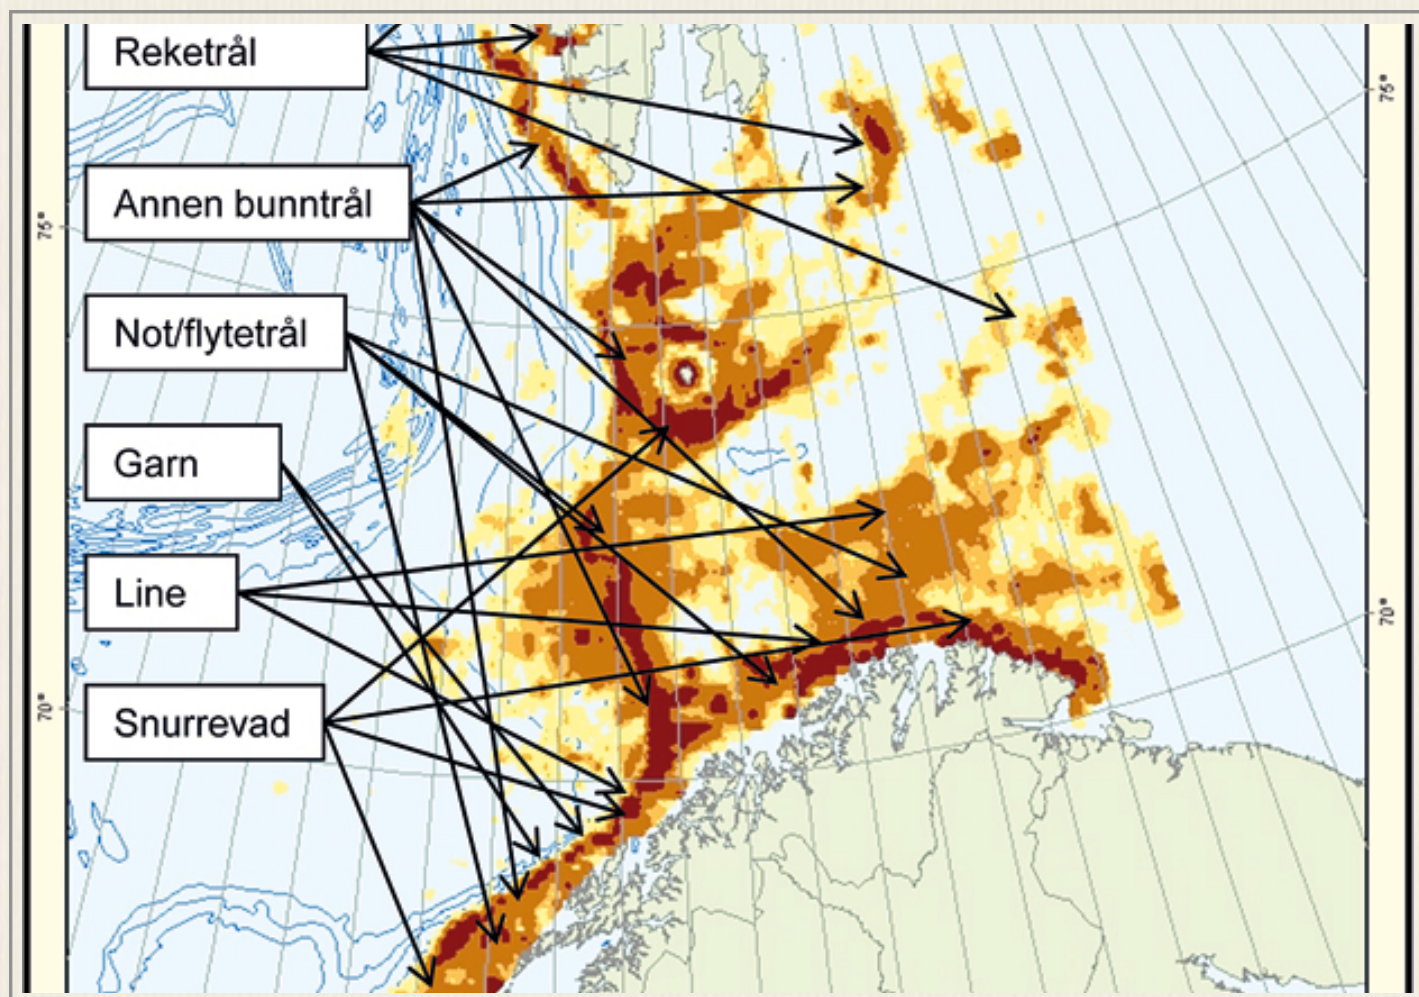 Reketrål
75°
Annen bunntrål
75°
Not/flytetrål
Garn
Line
70°
Snurrevad
70°